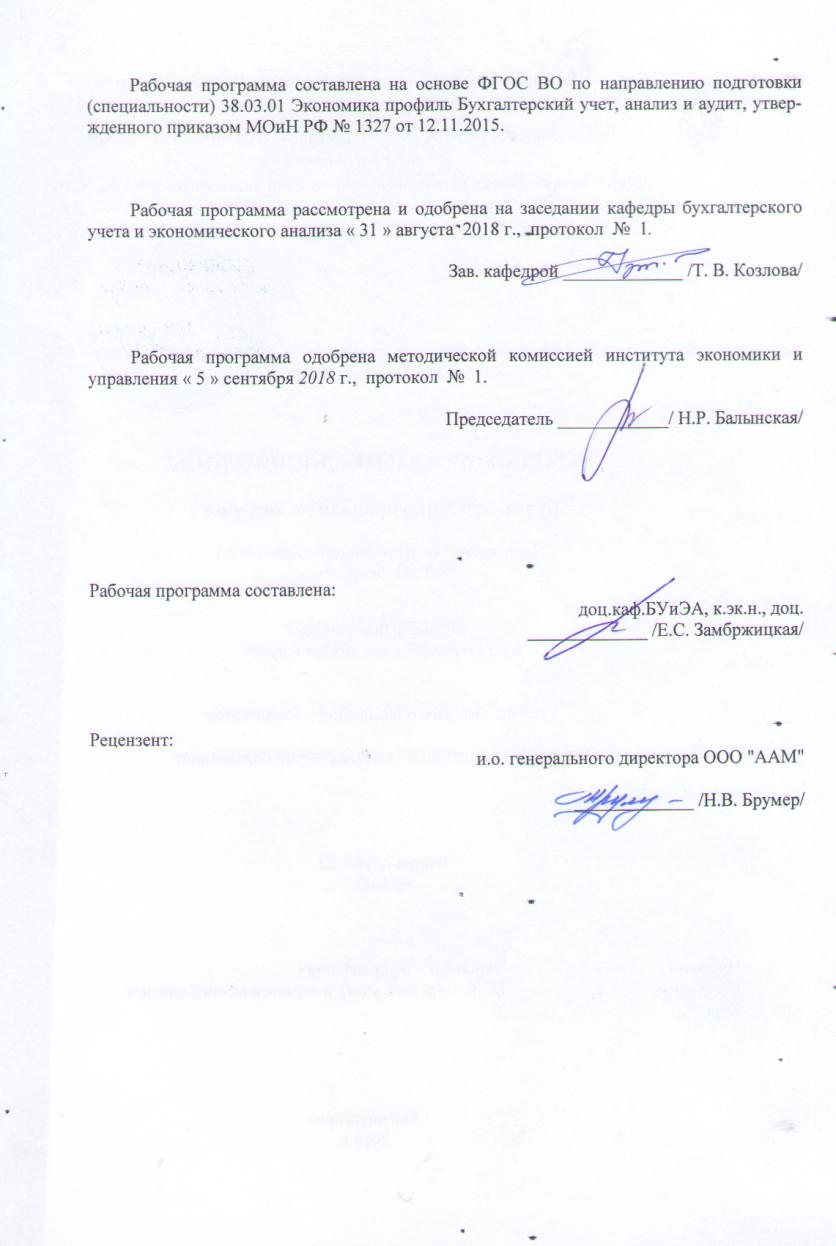 Рабочая программа составлена на основе ФГОС ВО по направлению подготовки
(специальности) 38.03.01 Экономика профиль Бухгалтерский учет, анализ и аудит, утвер-
жденного приказом МОиН РФ № 1327 от 12.11.2015.
Рабочая программа рассмотрена и одобрена на заседании кафедры бухгалтерского
учета и экономического анализа « 31 » августа 2018 г., протокол № 1.
Зав. кафедрой ______________ /Т. В. Козлова/
Рабочая программа одобрена методической комиссией института экономики и
управления « 5 » сентября 2018 г., протокол № 1.
Председатель _____________/ Н.Р. Балынская/
Рабочая программа составлена:
доц.каф.БУиЭА, к.эк.н., доц.
______________ /Е.С. Замбржицкая/
Рецензент:
и.о. генерального директора ООО "ААМ"
______________ /Н.В. Брумер/